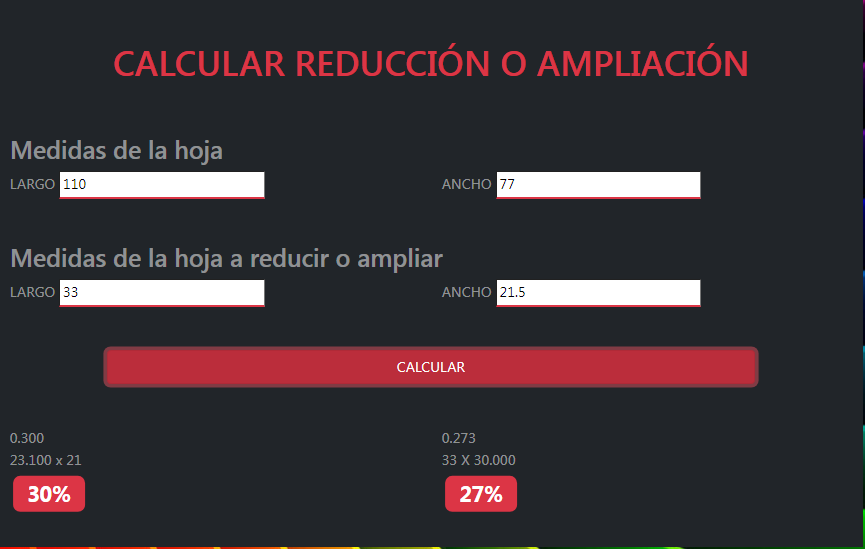 CALCULAR REDUCCIÓN O AMPLIACIÓN
Medidas de la hoja
LARGO 110 ANCHO 77
Medidas de la hoja a reducir o ampliar
LARGO 33 ANCHO 21.5
CALCULAR
0.300 0.273
23.100 x 21 33 X 30.000
30% 27%